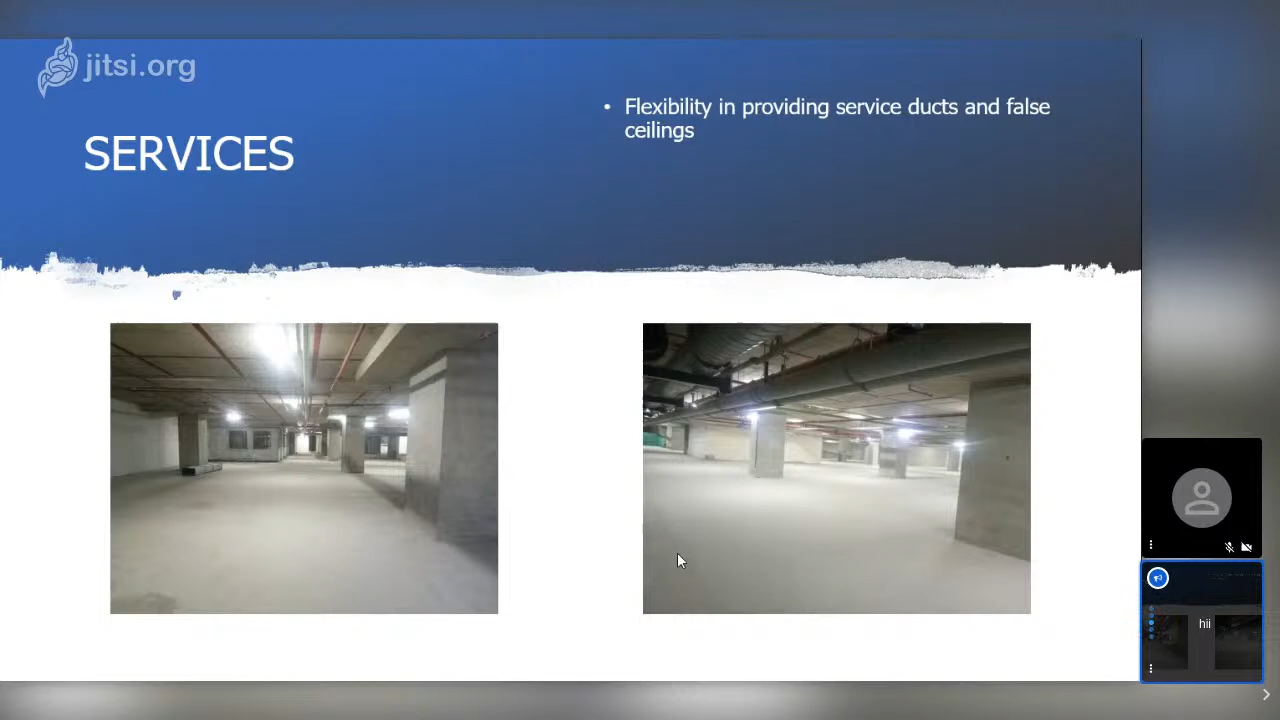 jitsi.org
SERVICES
• Flexibility in providing service ducts and false
ceilings
hii